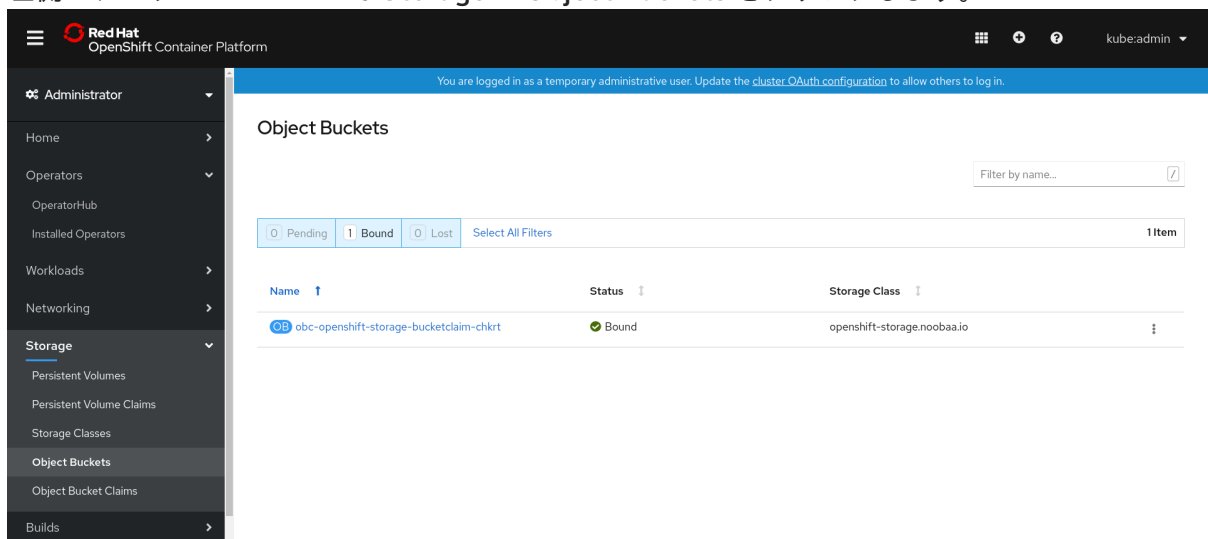 Storage → Object Buckets
Red Hat
OpenShift Container Platform
kube:admin
You are logged in as a temporary administrative user. Update the cluster OAuth configuration to allow others to log in.
Administrator
Home
Operators
OperatorHub
Installed Operators
Workloads
Networking
Storage
Persistent Volumes
Persistent Volume Claims
Storage Classes
Object Buckets
Object Bucket Claims
Builds
Object Buckets
Filter by name...
/
0 Pending 1 Bound 0 Lost Select All Filters 1 Item
Name Status Storage Class
OB obc-openshift-storage-bucketclaim-chkrt Bound openshift-storage.noobaa.io